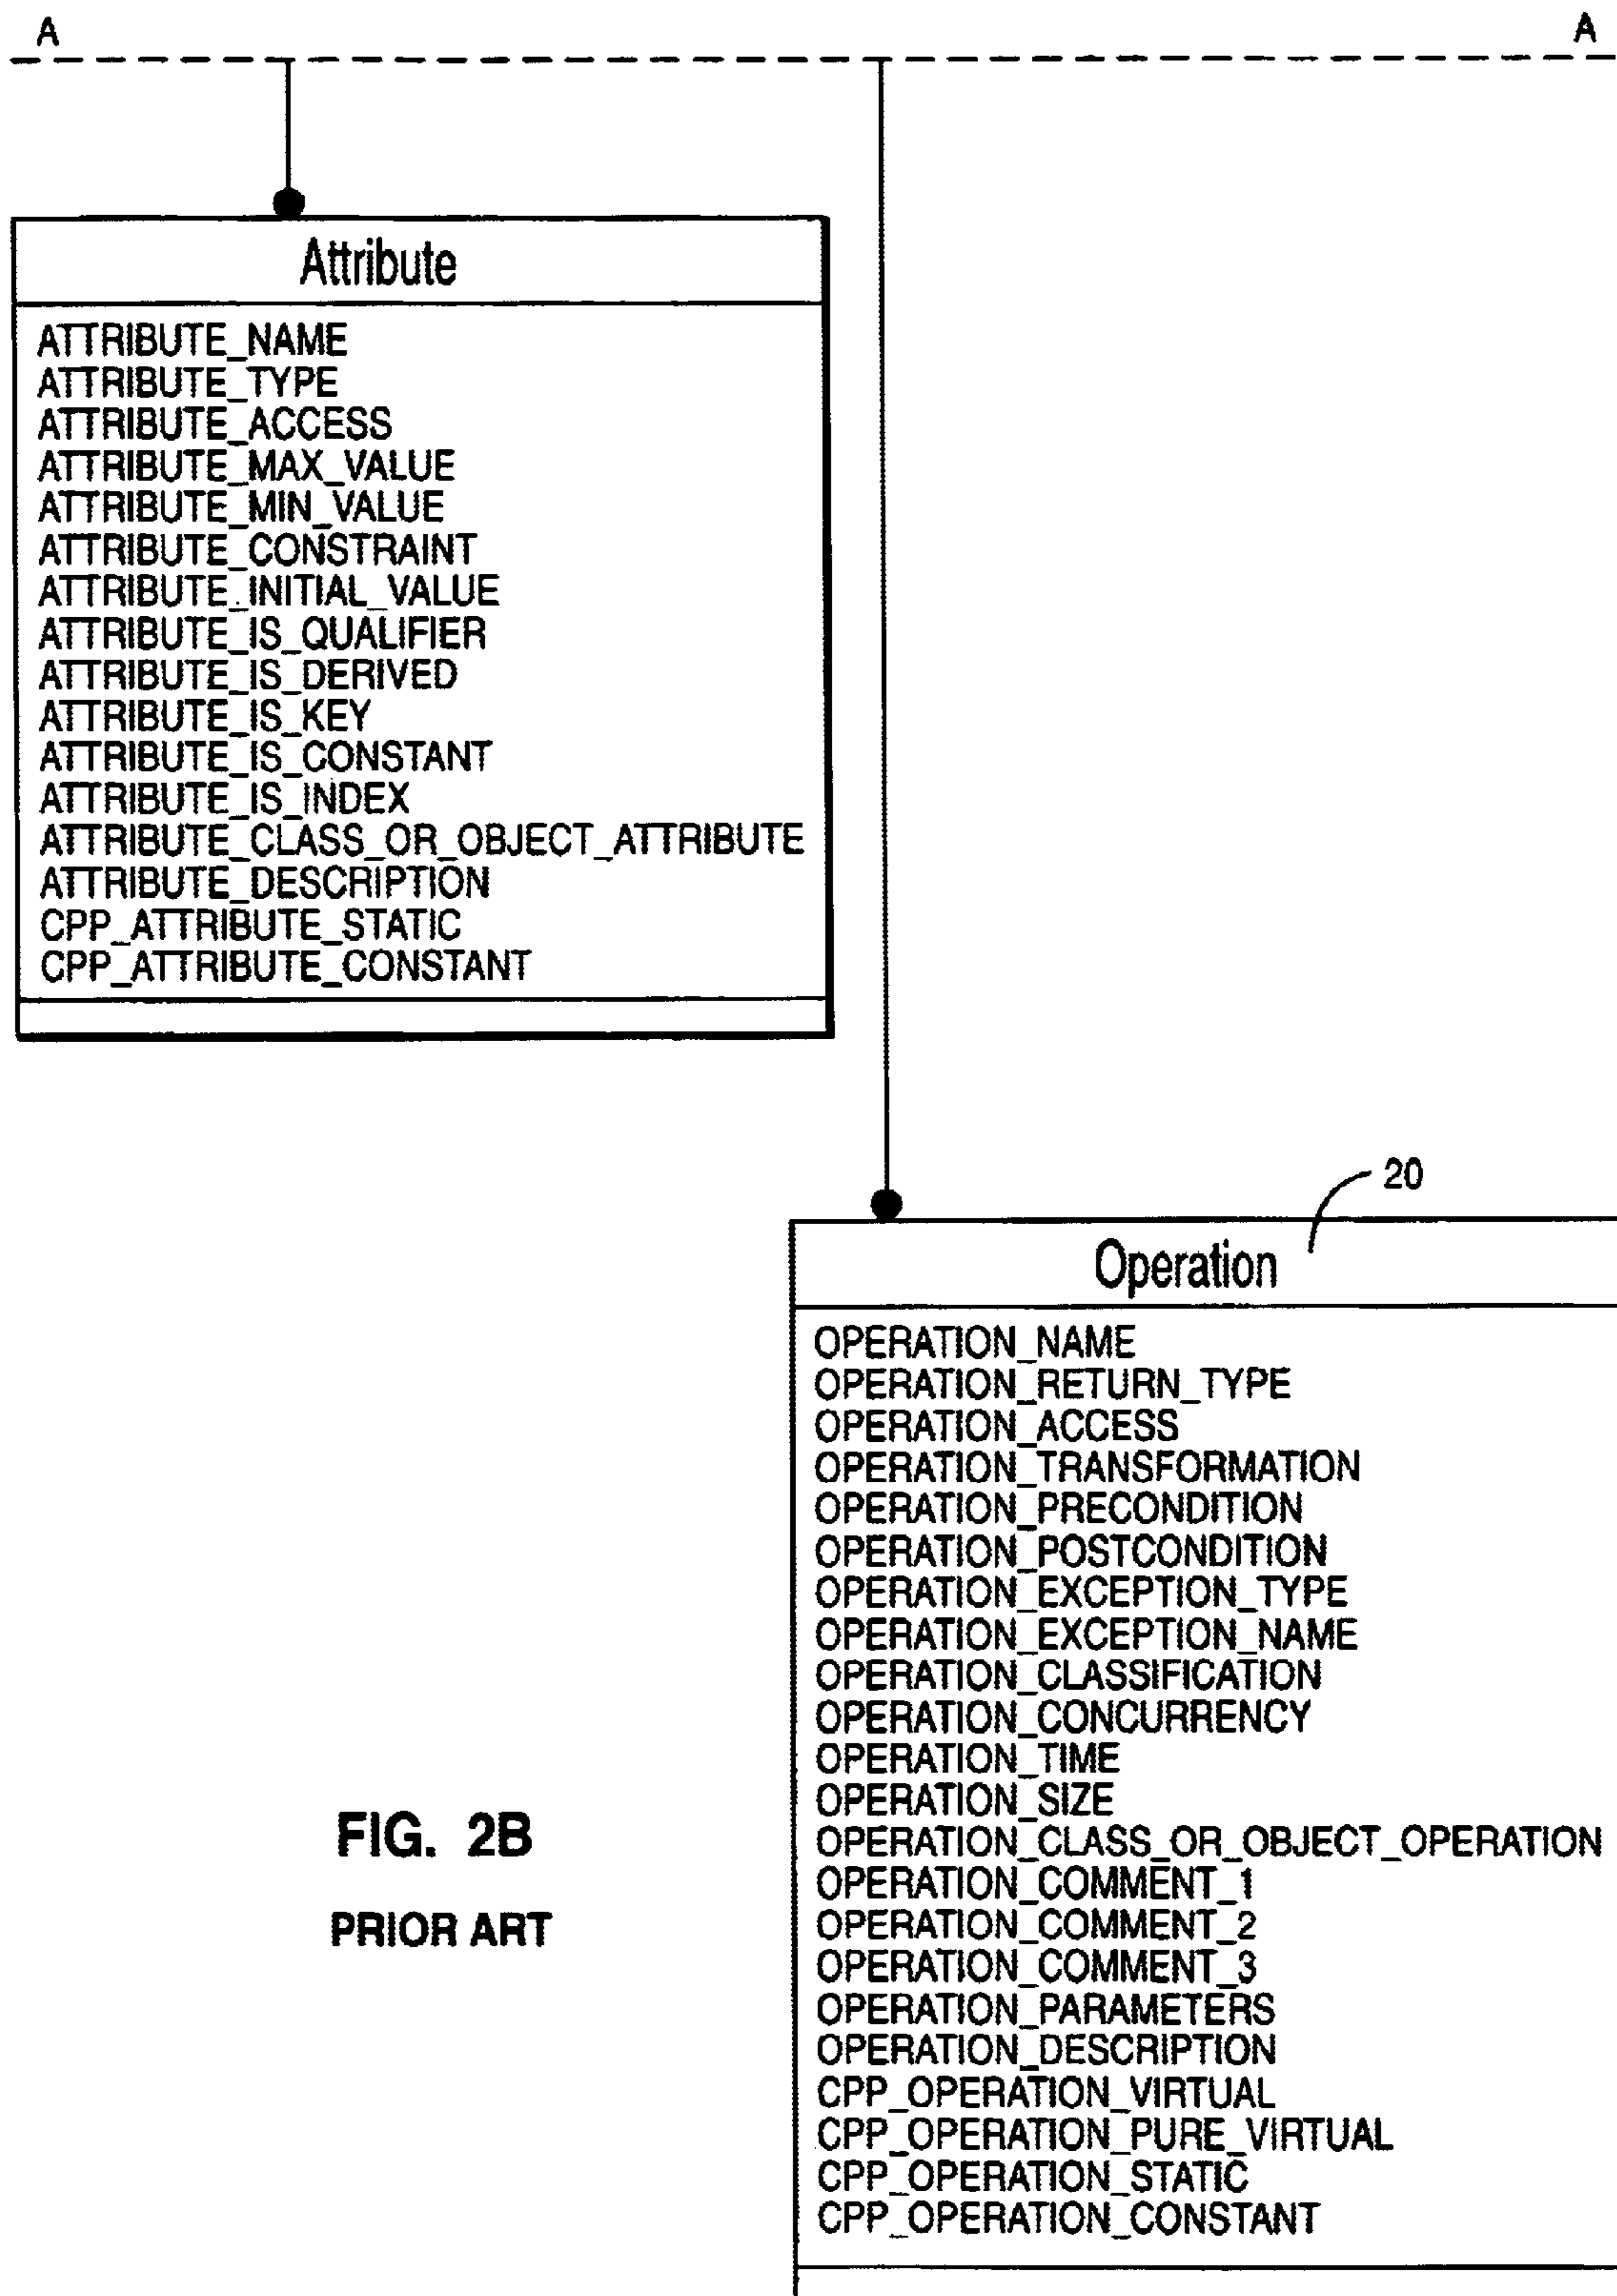 A A
Attribute
ATTRIBUTE_NAME
ATTRIBUTE_TYPE
ATTRIBUTE_ACCESS
ATTRIBUTE_MAX_VALUE
ATTRIBUTE_MIN_VALUE
ATTRIBUTE_CONSTRAINT
ATTRIBUTE_INITIAL_VALUE
ATTRIBUTE_IS_QUALIFIER
ATTRIBUTE_IS_DERIVED
ATTRIBUTE_IS_KEY
ATTRIBUTE_IS_CONSTANT
ATTRIBUTE_IS_INDEX
ATTRIBUTE_CLASS_OR_OBJECT_ATTRIBUTE
ATTRIBUTE_DESCRIPTION
CPP_ATTRIBUTE_STATIC
CPP_ATTRIBUTE_CONSTANT
20
Operation
OPERATION_NAME
OPERATION_RETURN_TYPE
OPERATION_ACCESS
OPERATION_TRANSFORMATION
OPERATION_PRECONDITION
OPERATION_POSTCONDITION
OPERATION_EXCEPTION_TYPE
OPERATION_EXCEPTION_NAME
OPERATION_CLASSIFICATION
OPERATION_CONCURRENCY
OPERATION_TIME
OPERATION_SIZE
OPERATION_CLASS_OR_OBJECT_OPERATION
OPERATION_COMMENT_1
OPERATION_COMMENT_2
OPERATION_COMMENT_3
OPERATION_PARAMETERS
OPERATION_DESCRIPTION
CPP_OPERATION_VIRTUAL
CPP_OPERATION_PURE_VIRTUAL
CPP_OPERATION_STATIC
CPP_OPERATION_CONSTANT
FIG. 2B
PRIOR ART